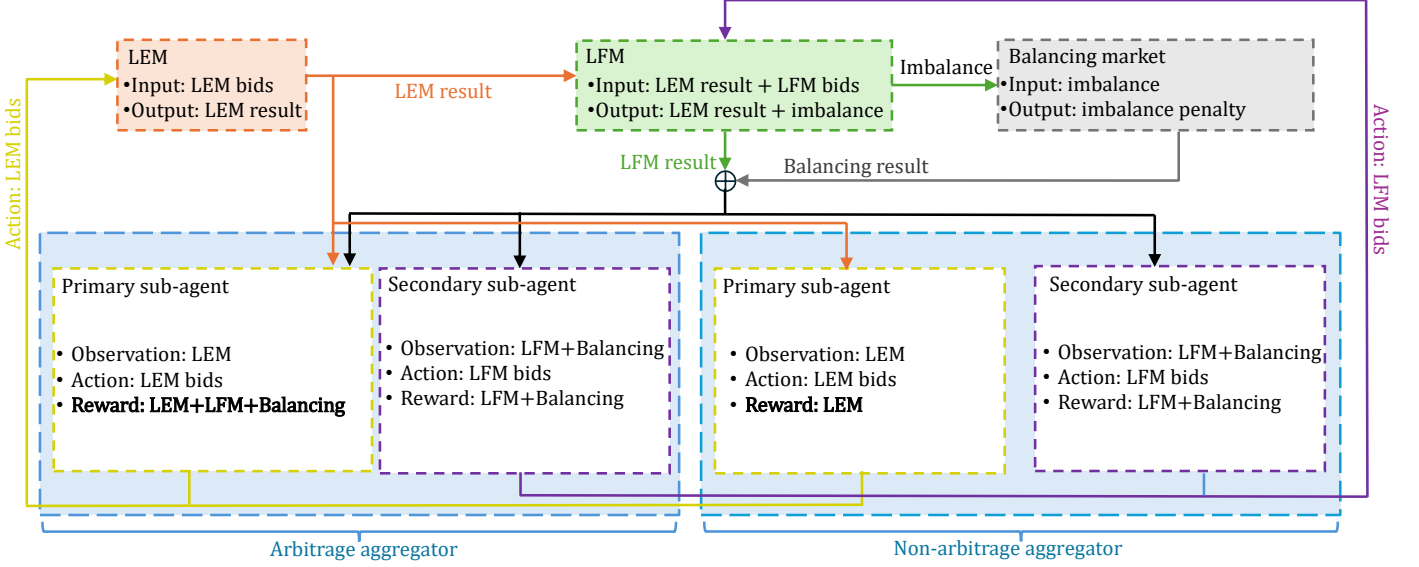 LEM
•Input: LEM bids
•Output: LEM result
LEM result
LFM
•Input: LEM result + LFM bids
•Output: LEM result + imbalance
Imbalance
Balancing market
•Input: imbalance
•Output: imbalance penalty
LFM result
Balancing result
Action: LEM bids
Action: LFM bids
Primary sub-agent
• Observation: LEM
• Action: LEM bids
• Reward: LEM+LFM+Balancing
Secondary sub-agent
• Observation: LFM+Balancing
• Action: LFM bids
• Reward: LFM+Balancing
Primary sub-agent
• Observation: LEM
• Action: LEM bids
• Reward: LEM
Secondary sub-agent
• Observation: LFM+Balancing
• Action: LFM bids
• Reward: LFM+Balancing
Arbitrage aggregator
Non-arbitrage aggregator